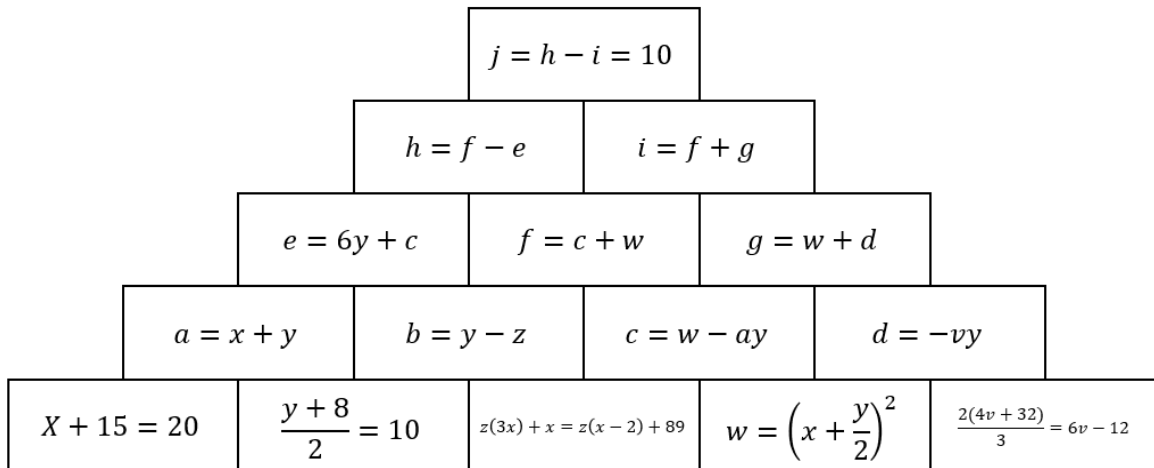 j = h − i = 10
h = f − e i = f + g
e = 6y + c f = c + w g = w + d
a = x + y b = y − z c = w − ay d = −vy
X + 15 = 20 (y + 8)/2 = 10 z(3x) + x = z(x − 2) + 89 w = (x + y/2)² 2(4v + 32)/3 = 6v − 12